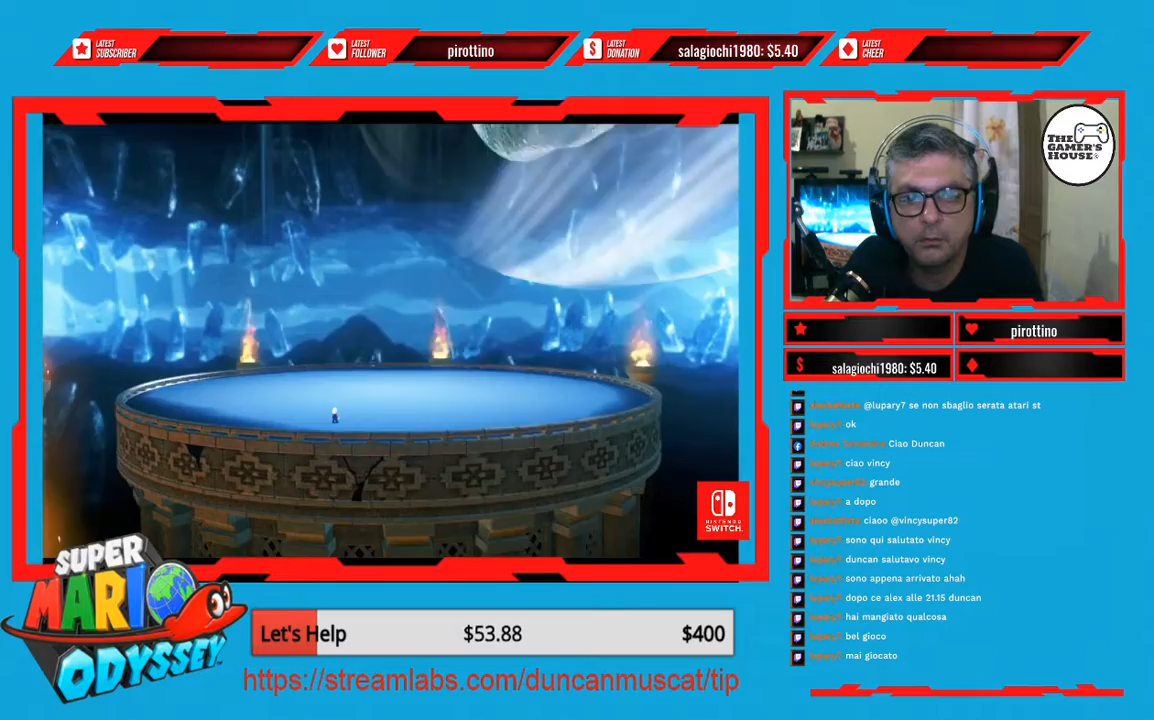 LATEST
SUBSCRIBER
LATEST
FOLLOWER
pirottino
LATEST
DONATION
salagiochi1980: $5.40
LATEST
CHEER
THE
GAMER'S
HOUSE
NINTENDO
SWITCH.
pirottino
salagiochi1980: $5.40
@lupary7 se non sbaglio serata atari st
ok
Ciao Duncan
ciao vincy
grande
a dopo
ciaoo @vincysuper82
sono qui salutato vincy
duncan salutavo vincy
sono appena arrivato ahah
dopo ce alex alle 21.15 duncan
hai mangiato qualcosa
bel gioco
mai giocato
SUPER
MARIO
ODYSSEY
Let's Help $53.88 $400
https://streamlabs.com/duncanmuscat/tip